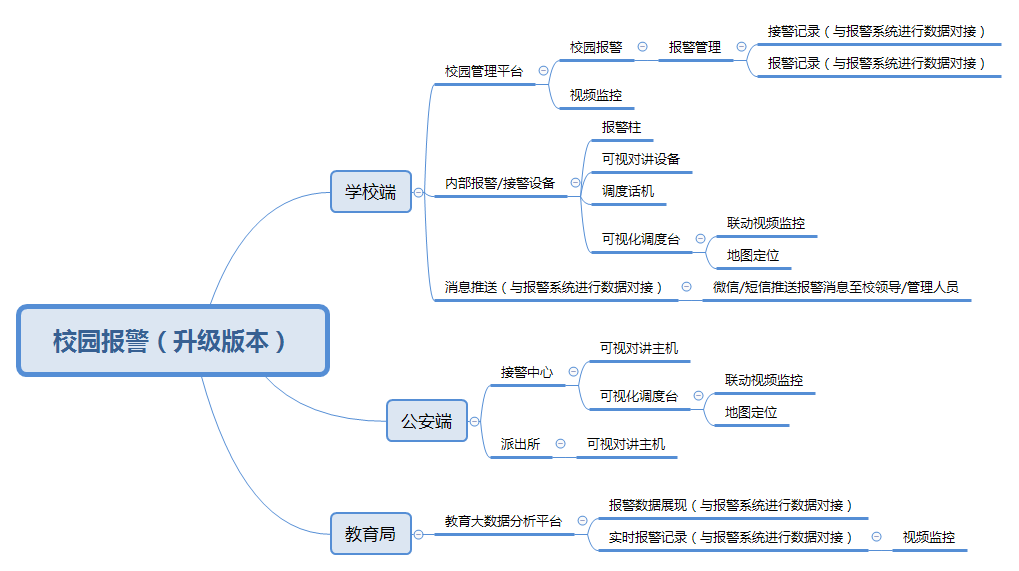 校园报警（升级版本）
学校端
校园管理平台
校园报警
报警管理
接警记录（与报警系统进行数据对接）
报警记录（与报警系统进行数据对接）
视频监控
内部报警/接警设备
报警柱
可视对讲设备
调度话机
可视化调度台
联动视频监控
地图定位
消息推送（与报警系统进行数据对接）
微信/短信推送报警消息至校领导/管理人员
公安端
接警中心
可视对讲主机
可视化调度台
联动视频监控
地图定位
派出所
可视对讲主机
教育局
教育大数据分析平台
报警数据展现（与报警系统进行数据对接）
实时报警记录（与报警系统进行数据对接）
视频监控